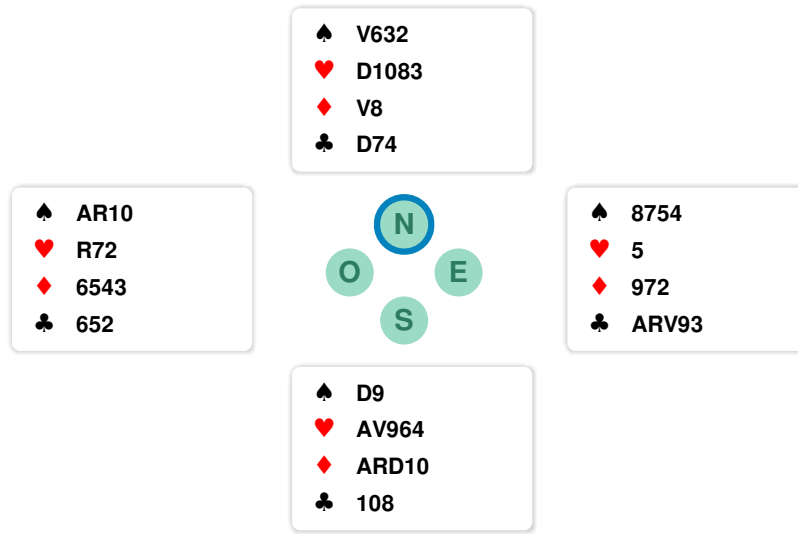 ♠ V632
♥ D1083
♦ V8
♣ D74
♠ AR10
♥ R72
♦ 6543
♣ 652
N
O E
S
♠ 8754
♥ 5
♦ 972
♣ ARV93
♠ D9
♥ AV964
♦ ARD10
♣ 108